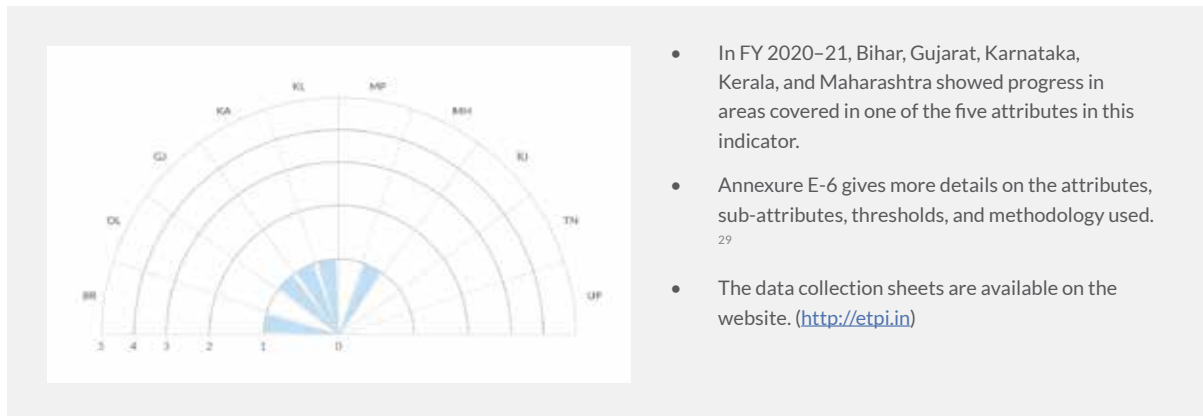 KL
MP
KA
MH
GJ
RJ
DL
TN
BR
UP
5 4 3 2 1 0
• In FY 2020–21, Bihar, Gujarat, Karnataka,
Kerala, and Maharashtra showed progress in
areas covered in one of the five attributes in this
indicator.
• Annexure E-6 gives more details on the attributes,
sub-attributes, thresholds, and methodology used.
29
• The data collection sheets are available on the
website. (http://etpi.in)